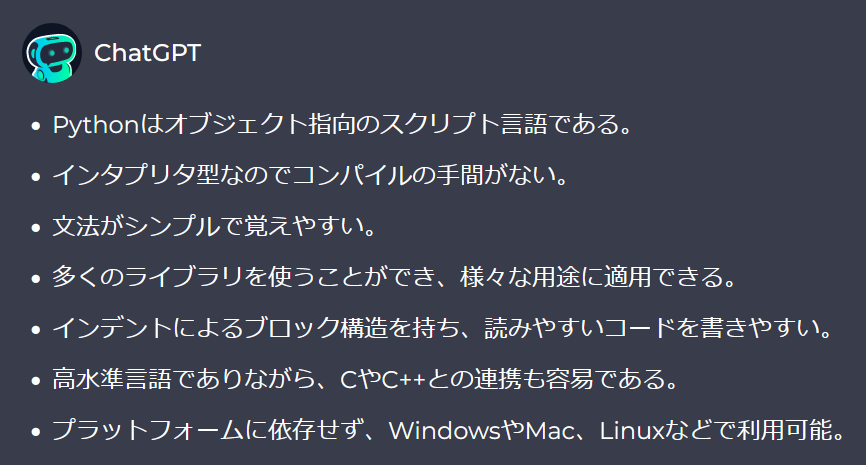 ChatGPT
• Pythonはオブジェクト指向のスクリプト言語である。
• インタプリタ型なのでコンパイルの手間がない。
• 文法がシンプルで覚えやすい。
• 多くのライブラリを使うことができ、様々な用途に適用できる。
• インデントによるブロック構造を持ち、読みやすいコードを書きやすい。
• 高水準言語でありながら、CやC++との連携も容易である。
• プラットフォームに依存せず、WindowsやMac、Linuxなどで利用可能。